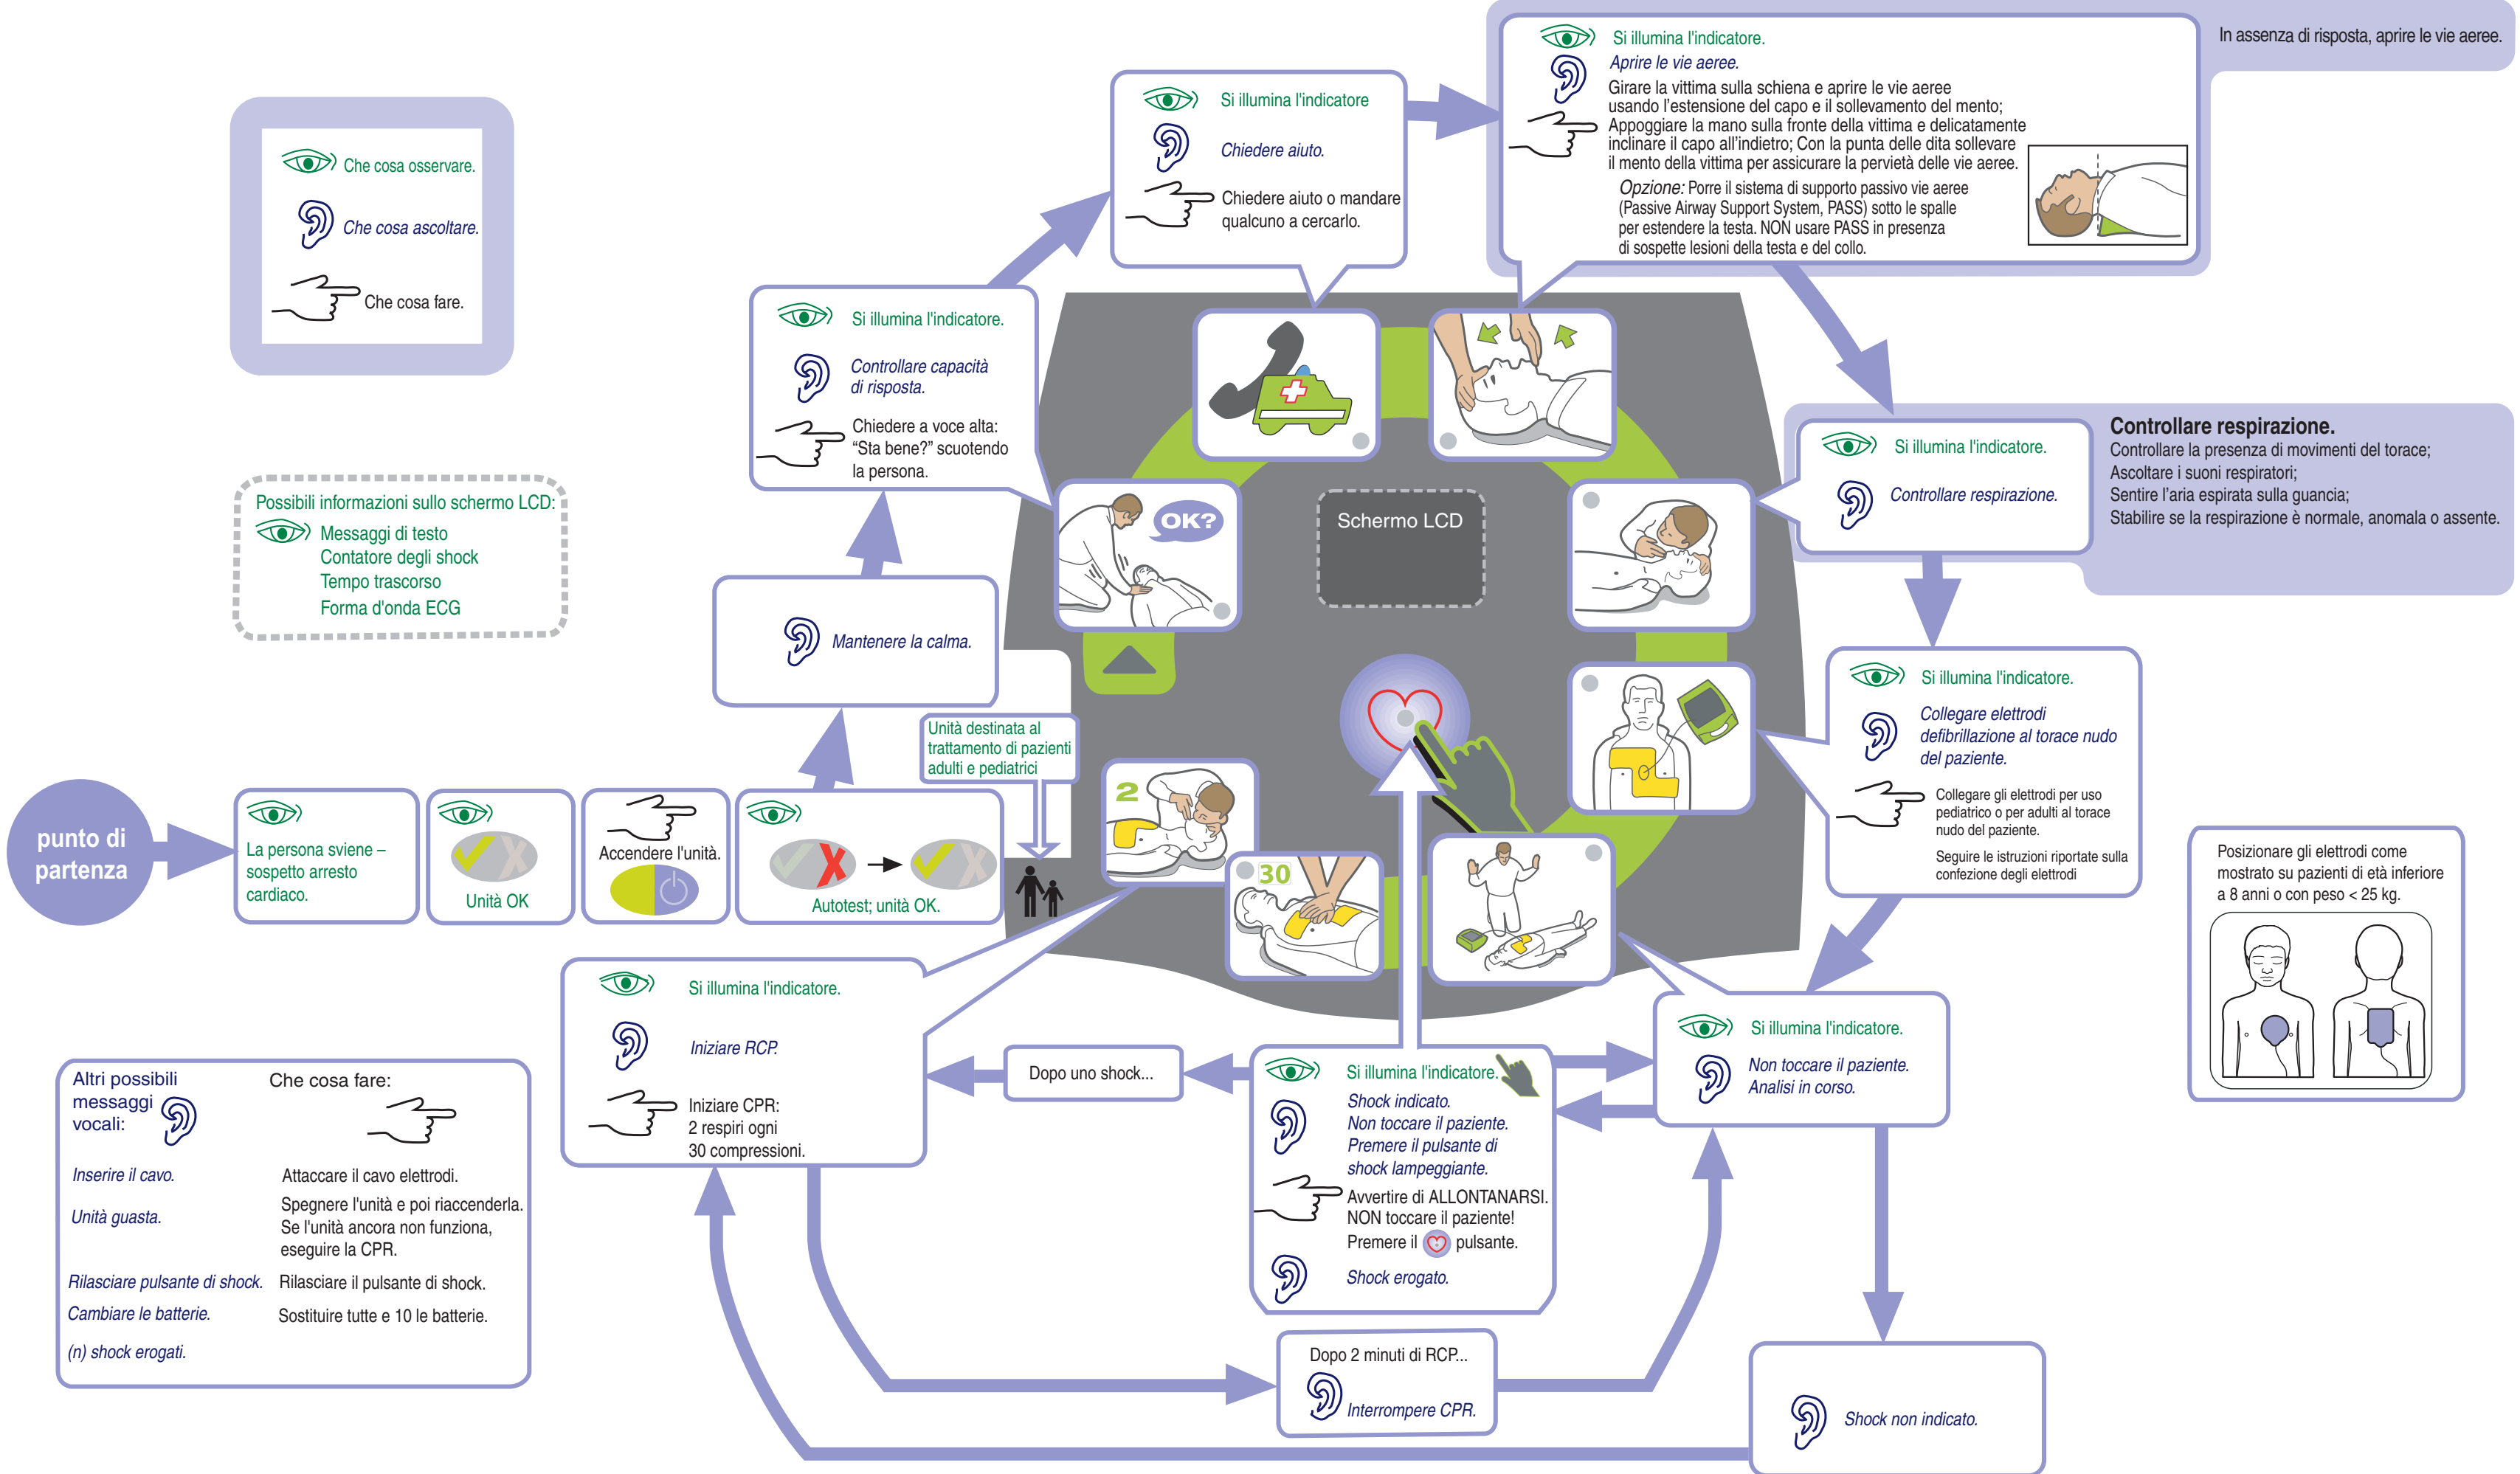 Che cosa osservare.
Che cosa ascoltare.
Che cosa fare.
Possibili informazioni sullo schermo LCD:
Messaggi di testo
Contatore degli shock
Tempo trascorso
Forma d'onda ECG
punto di
partenza
La persona sviene –
sospetto arresto
cardiaco.
Unità OK
Accendere l'unità.
Autotest; unità OK.
Unità destinata al
trattamento di pazienti
adulti e pediatrici
Mantenere la calma.
Si illumina l'indicatore.
Controllare capacità
di risposta.
Chiedere a voce alta:
“Sta bene?” scuotendo
la persona.
Si illumina l'indicatore
Chiedere aiuto.
Chiedere aiuto o mandare
qualcuno a cercarlo.
Si illumina l'indicatore.
Aprire le vie aeree.
Girare la vittima sulla schiena e aprire le vie aeree
usando l’estensione del capo e il sollevamento del mento;
Appoggiare la mano sulla fronte della vittima e delicatamente
inclinare il capo all’indietro; Con la punta delle dita sollevare
il mento della vittima per assicurare la pervietà delle vie aeree.
Opzione: Porre il sistema di supporto passivo vie aeree
(Passive Airway Support System, PASS) sotto le spalle
per estendere la testa. NON usare PASS in presenza
di sospette lesioni della testa e del collo.
In assenza di risposta, aprire le vie aeree.
Si illumina l'indicatore.
Controllare respirazione.
Controllare respirazione.
Controllare la presenza di movimenti del torace;
Ascoltare i suoni respiratori;
Sentire l’aria espirata sulla guancia;
Stabilire se la respirazione è normale, anomala o assente.
OK?
Schermo LCD
2
30
Si illumina l'indicatore.
Collegare elettrodi
defibrillazione al torace nudo
del paziente.
Collegare gli elettrodi per uso
pediatrico o per adulti al torace
nudo del paziente.
Seguire le istruzioni riportate sulla
confezione degli elettrodi
Posizionare gli elettrodi come
mostrato su pazienti di età inferiore
a 8 anni o con peso < 25 kg.
Si illumina l'indicatore.
Non toccare il paziente.
Analisi in corso.
Si illumina l'indicatore.
Shock indicato.
Non toccare il paziente.
Premere il pulsante di
shock lampeggiante.
Avvertire di ALLONTANARSI.
NON toccare il paziente!
Premere il pulsante.
Shock erogato.
Dopo uno shock...
Si illumina l'indicatore.
Iniziare RCP.
Iniziare CPR:
2 respiri ogni
30 compressioni.
Dopo 2 minuti di RCP...
Interrompere CPR.
Shock non indicato.
Altri possibili
messaggi
vocali:
Che cosa fare:
Inserire il cavo.
Attaccare il cavo elettrodi.
Unità guasta.
Spegnere l'unità e poi riaccenderla.
Se l'unità ancora non funziona,
eseguire la CPR.
Rilasciare pulsante di shock.
Rilasciare il pulsante di shock.
Cambiare le batterie.
Sostituire tutte e 10 le batterie.
(n) shock erogati.